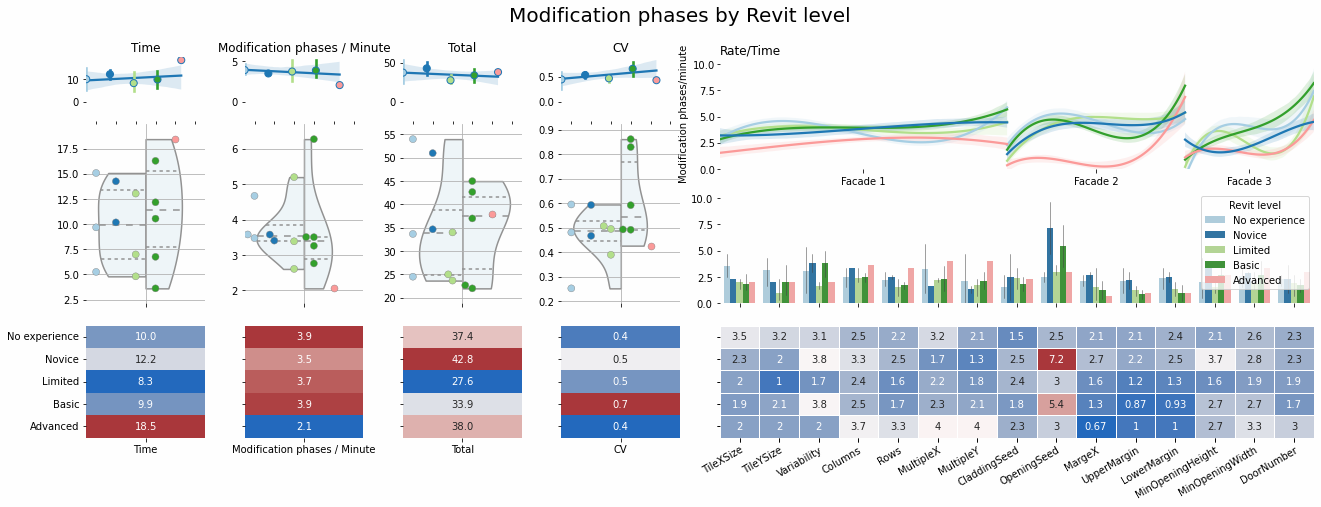 Modification phases by Revit level
Time
Modification phases / Minute
Total
CV
Rate/Time
10
0
5
0
50
0
0.5
0.0
Modification phases/minute
10.0
7.5
5.0
2.5
0.0
Facade 1
Facade 2
Facade 3
17.5
15.0
12.5
10.0
7.5
5.0
2.5
6
5
4
3
2
55
50
45
40
35
30
25
20
0.9
0.8
0.7
0.6
0.5
0.4
0.3
0.2
10.0
7.5
5.0
2.5
0.0
Revit level
No experience
Novice
Limited
Basic
Advanced
No experience 10.0 3.9 37.4 0.4 3.5 3.2 3.1 2.5 2.2 3.2 2.1 1.5 2.5 2.1 2.1 2.4 2.1 2.6 2.3
Novice 12.2 3.5 42.8 0.5 2.3 2 3.8 3.3 2.5 1.7 1.3 2.5 7.2 2.7 2.2 2.5 3.7 2.8 2.3
Limited 8.3 3.7 27.6 0.5 2 1 1.7 2.4 1.6 2.2 1.8 2.4 3 1.6 1.2 1.3 1.6 1.9 1.9
Basic 9.9 3.9 33.9 0.7 1.9 2.1 3.8 2.5 1.7 2.3 2.1 1.8 5.4 1.3 0.87 0.93 2.7 2.7 1.7
Advanced 18.5 2.1 38.0 0.4 2 2 2 3.7 3.3 4 4 2.3 3 0.67 1 1 2.7 3.3 3
Time
Modification phases / Minute
Total
CV
TileXSize
TileYSize
Variability
Columns
Rows
MultipleX
MultipleY
CladdingSeed
OpeningSeed
MargeX
UpperMargin
LowerMargin
MinOpeningHeight
MinOpeningWidth
DoorNumber